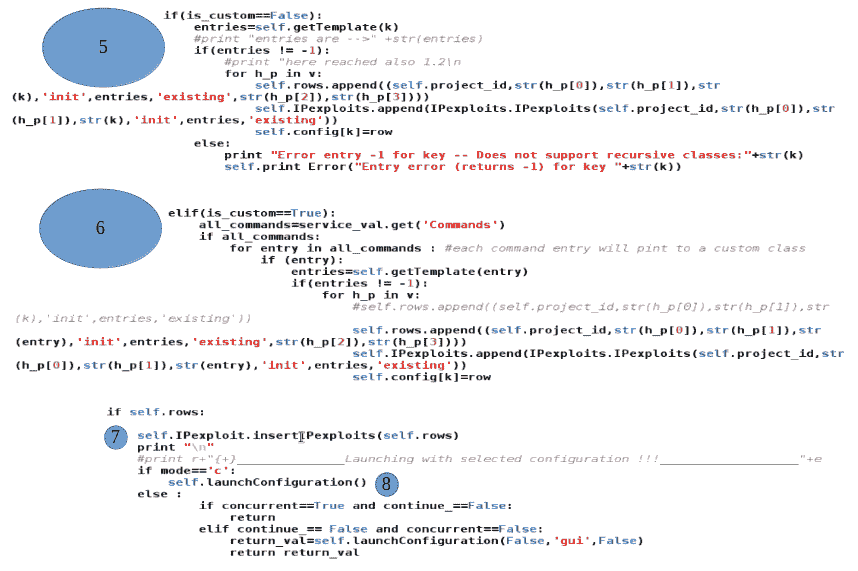 if(is_custom==False):
5
entries=self.getTemplate(k)
#print "entries are -->" +str(entries)
if(entries != -1):
#print "here reached also 1.2\n
for h_p in v:
self.rows.append((self.project_id,str(h_p[0]),str(h_p[1]),str
(k),'init',entries,'existing',str(h_p[2]),str(h_p[3])))
self.IPexploits.append(IPexploits.IPexploits(self.project_id,str(h_p[0]),str
(h_p[1]),str(k),'init',entries,'existing'))
self.config[k]=row
else:
print "Error entry -1 for key -- Does not support recursive classes:"+str(k)
self.print_Error("Entry error (returns -1) for key "+str(k))
6
elif(is_custom==True):
all_commands=service_val.get('Commands')
if all_commands:
for entry in all_commands : #each command entry will pint to a custom class
if (entry):
entries=self.getTemplate(entry)
if(entries != -1):
for h_p in v:
#self.rows.append((self.project_id,str(h_p[0]),str(h_p[1]),str
(k),'init',entries,'existing'))
self.rows.append((self.project_id,str(h_p[0]),str(h_p[1]),str
(entry),'init',entries,'existing',str(h_p[2]),str(h_p[3])))
self.IPexploits.append(IPexploits.IPexploits(self.project_id,str
(h_p[0]),str(h_p[1]),str(entry),'init',entries,'existing'))
self.config[k]=row
if self.rows:
7
self.IPexploit.insertIPexploits(self.rows)
print "\n"
#print r+"{+}______________Launching with selected configuration !!!__________________"+e
if mode=='c':
self.launchConfiguration()
8
else :
if concurrent==True and continue_==False:
return
elif continue_== False and concurrent==False:
return_val=self.launchConfiguration(False,'gui',False)
return return_val